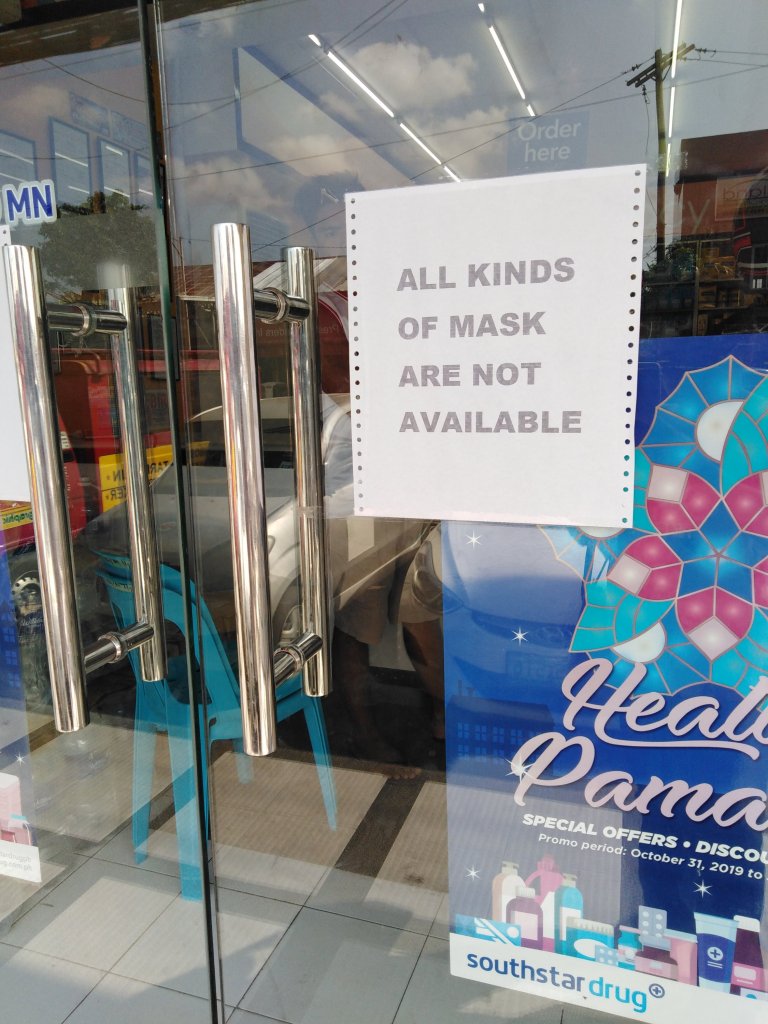 Order
here
MN
ALL KINDS
OF MASK
ARE NOT
AVAILABLE
Heal
Pama
SPECIAL OFFERS • DISCOU
Promo period: October 31, 2019 to
southstardrug